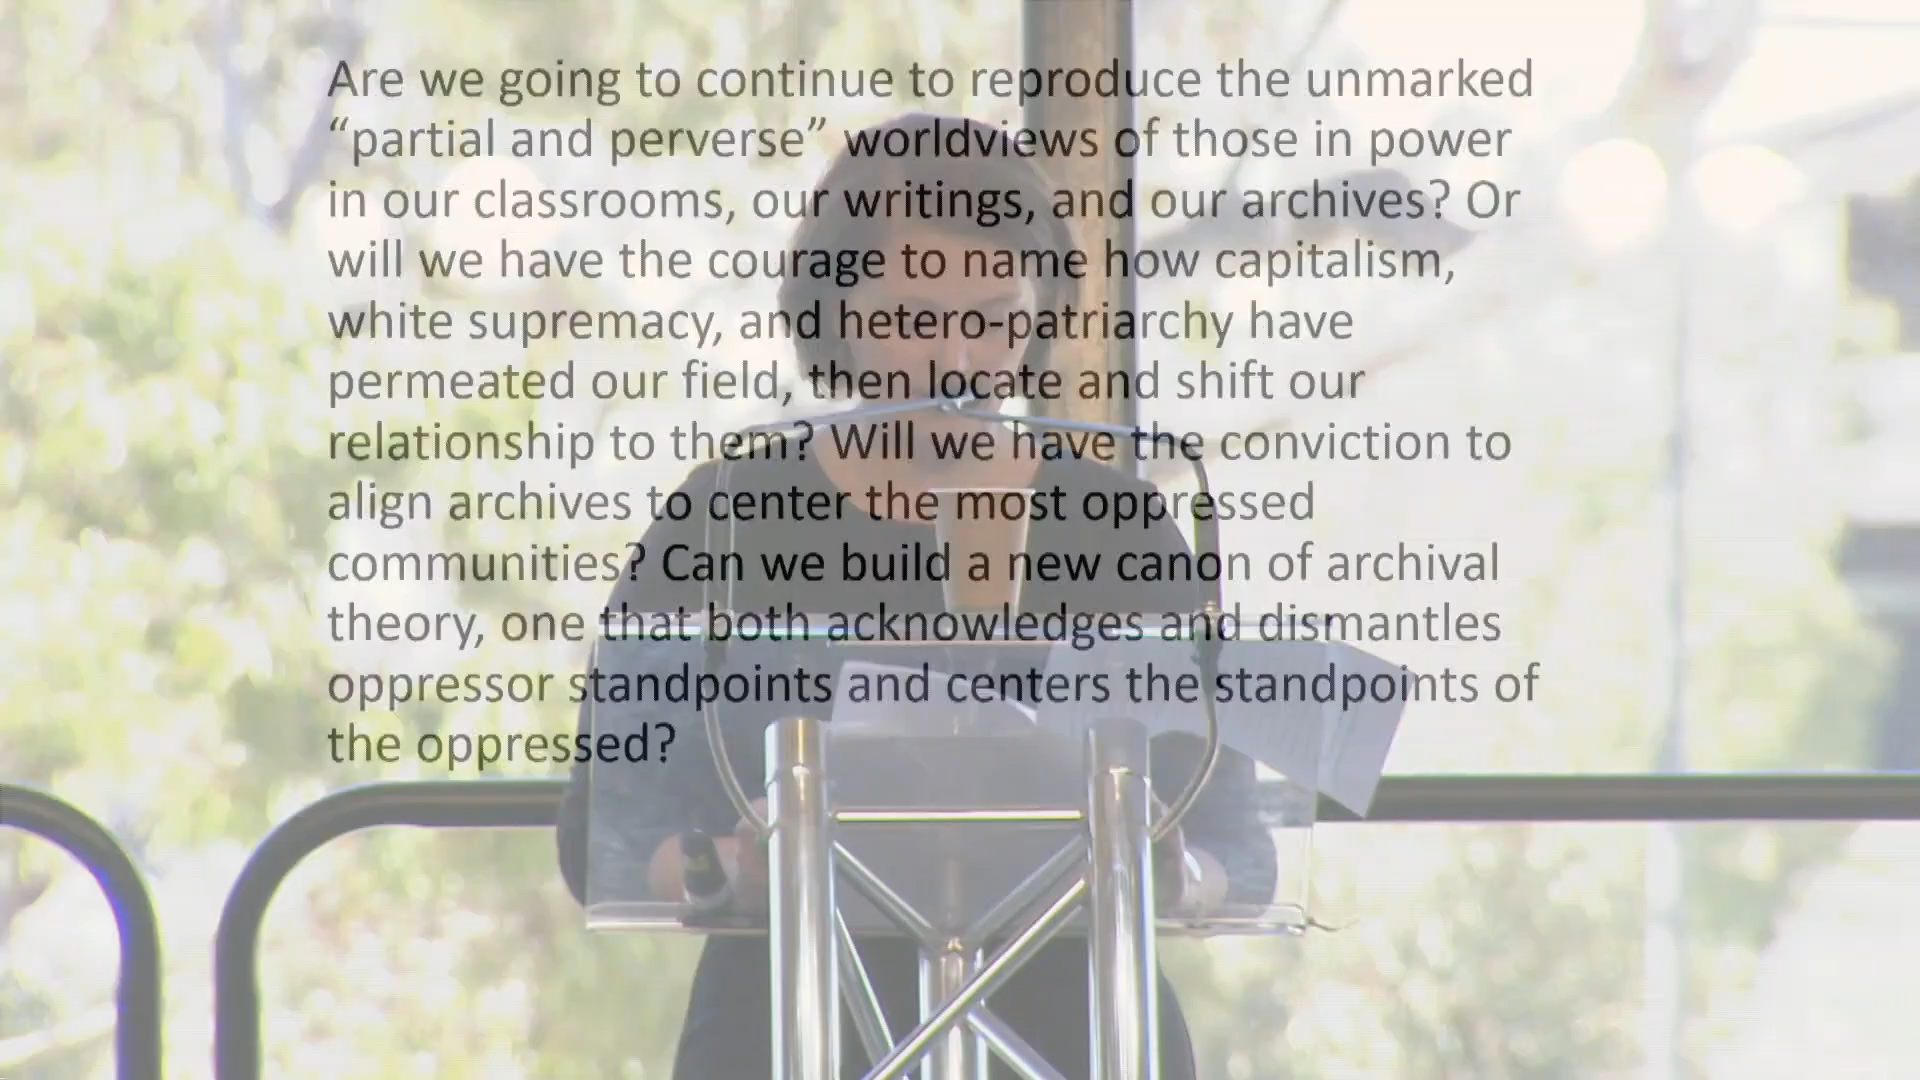 Are we going to continue to reproduce the unmarked
“partial and perverse” worldviews of those in power
in our classrooms, our writings, and our archives? Or
will we have the courage to name how capitalism,
white supremacy, and hetero-patriarchy have
permeated our field, then locate and shift our
relationship to them? Will we have the conviction to
align archives to center the most oppressed
communities? Can we build a new canon of archival
theory, one that both acknowledges and dismantles
oppressor standpoints and centers the standpoints of
the oppressed?